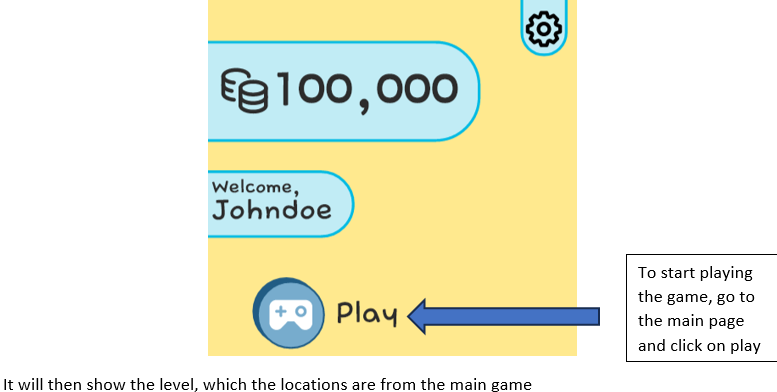 100,000
Welcome,
Johndoe
Play
To start playing
the game, go to
the main page
and click on play
It will then show the level, which the locations are from the main game